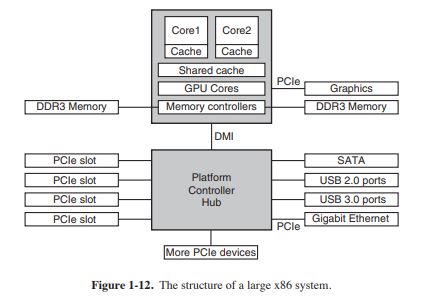 Core1 Core2
Cache Cache
Shared cache
GPU Cores PCIe Graphics
DDR3 Memory Memory controllers DDR3 Memory
DMI
PCIe slot SATA
PCIe slot Platform USB 2.0 ports
Controller
PCIe slot Hub USB 3.0 ports
PCIe slot PCIe Gigabit Ethernet
More PCIe devices
Figure 1-12. The structure of a large x86 system.